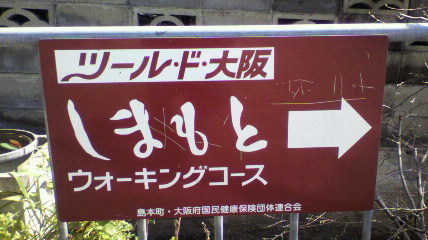 ツール・ド・大阪
しまもと
ウォーキングコース
島本町・大阪府国民健康保険団体連合会